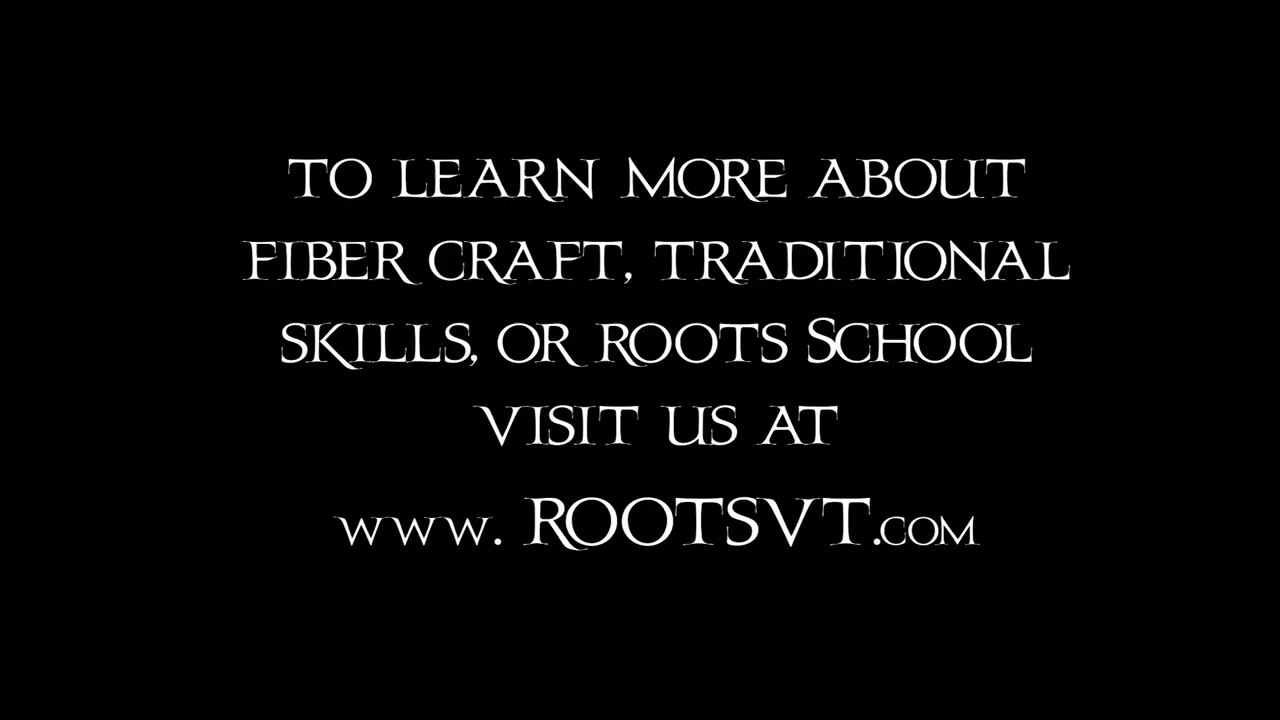 TO LEARN MORE ABOUT
FIBER CRAFT, TRADITIONAL
SKILLS, OR ROOTS SCHOOL
VISIT US AT
WWW. ROOTSVT.COM